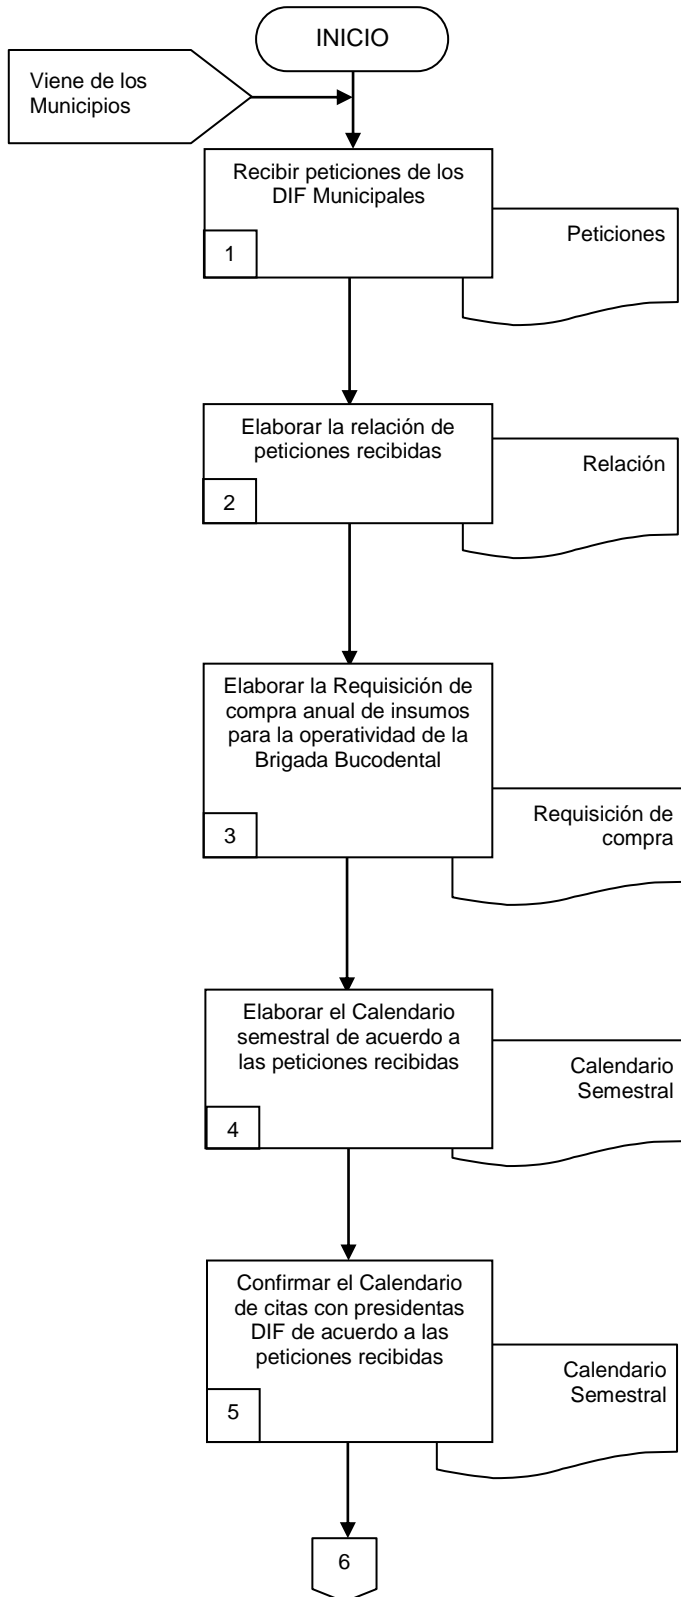 INICIO
Viene de los
Municipios
Recibir peticiones de los
DIF Municipales
1
Peticiones
Elaborar la relación de
peticiones recibidas
2
Relación
Elaborar la Requisición de
compra anual de insumos
para la operatividad de la
Brigada Bucodental
3
Requisición de
compra
Elaborar el Calendario
semestral de acuerdo a
las peticiones recibidas
4
Calendario
Semestral
Confirmar el Calendario
de citas con presidentas
DIF de acuerdo a las
peticiones recibidas
5
Calendario
Semestral
6